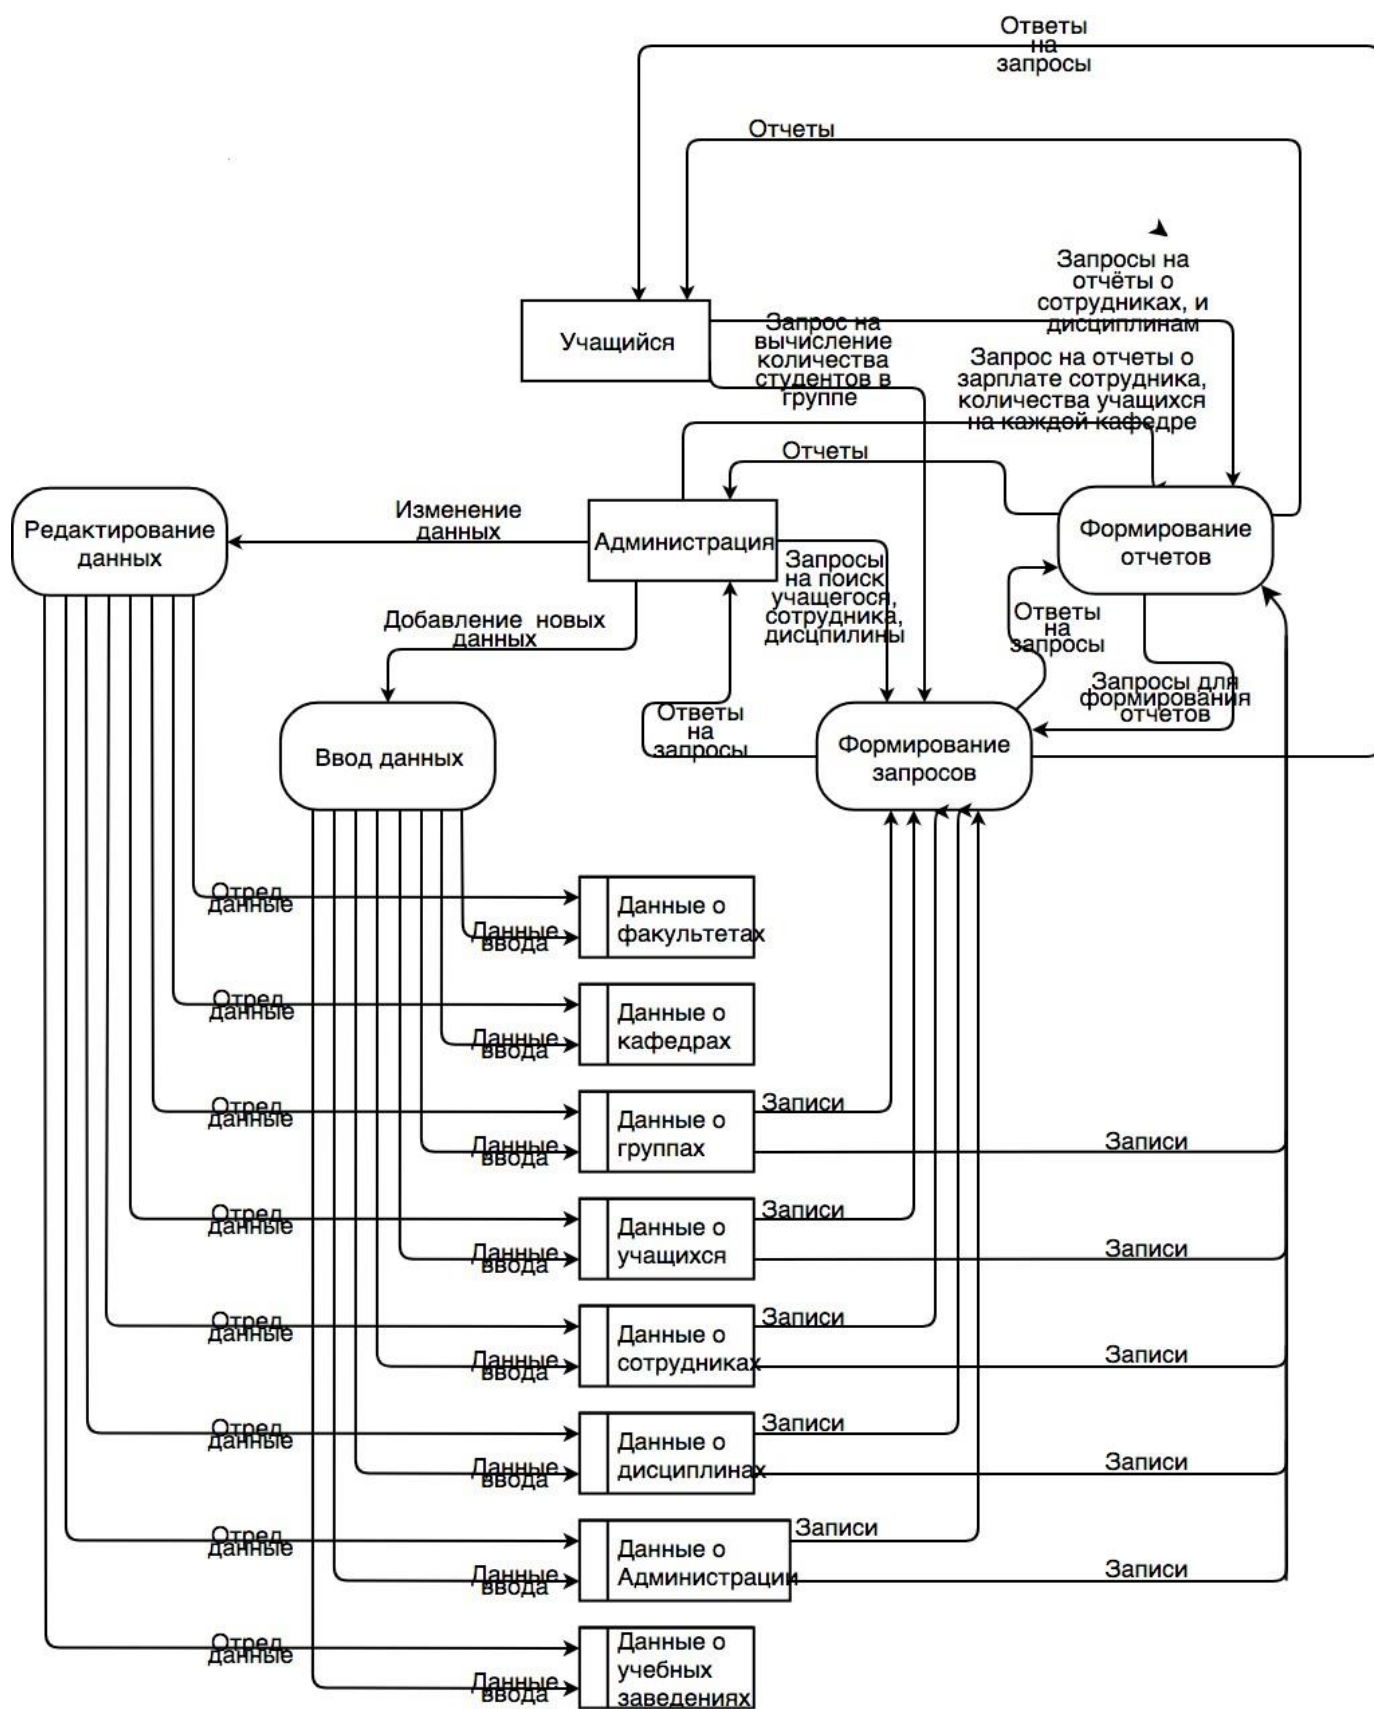 Ответы
на
запросы
Отчеты
Запросы на
отчёты о
сотрудниках, и
дисциплинам
Учащийся
Запрос на
вычисление
количества
студентов в
группе
Запрос на отчеты о
зарплате сотрудника,
количества учащихся
на каждой кафедре
Отчеты
Редактирование
данных
Изменение
данных
Администрация
Запросы
на поиск
учащегося,
сотрудника,
дисцпилины
Формирование
отчетов
Добавление новых
данных
Ответы
на
запросы
Запросы для
формирования
отчетов
Ввод данных
Ответы
на
запросы
Формирование
запросов
Отред.
данные
Данные
ввода
Данные о
факультетах
Отред.
данные
Данные
ввода
Данные о
кафедрах
Отред.
данные
Данные
ввода
Данные о
группах
Записи
Записи
Отред.
данные
Данные
ввода
Данные о
учащихся
Записи
Записи
Отред.
данные
Данные
ввода
Данные о
сотрудниках
Записи
Записи
Отред.
данные
Данные
ввода
Данные о
дисциплинах
Записи
Записи
Отред.
данные
Данные
ввода
Данные о
Администрации
Записи
Записи
Отред.
данные
Данные
ввода
Данные о
учебных
заведениях